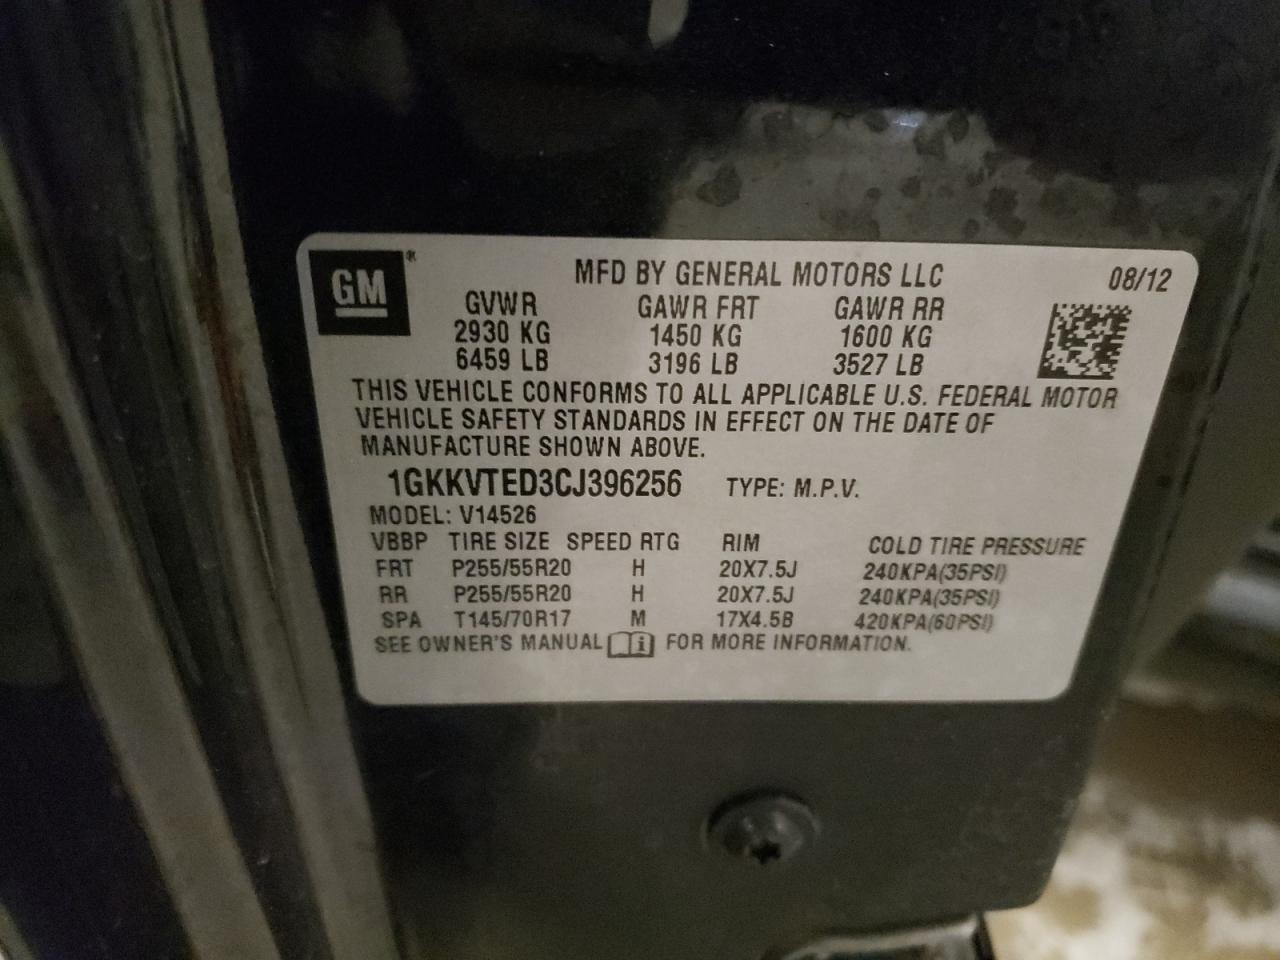 GM®
MFD BY GENERAL MOTORS LLC 08/12
GVWR GAWR FRT GAWR RR
2930 KG 1450 KG 1600 KG
6459 LB 3196 LB 3527 LB
THIS VEHICLE CONFORMS TO ALL APPLICABLE U.S. FEDERAL MOTOR
VEHICLE SAFETY STANDARDS IN EFFECT ON THE DATE OF
MANUFACTURE SHOWN ABOVE.
1GKKVTED3CJ396256 TYPE: M.P.V.
MODEL: V14526
VBBP TIRE SIZE SPEED RTG RIM COLD TIRE PRESSURE
FRT P255/55R20 H 20X7.5J 240KPA(35PSI)
RR P255/55R20 H 20X7.5J 240KPA(35PSI)
SPA T145/70R17 M 17X4.5B 420KPA(60PSI)
SEE OWNER'S MANUAL i FOR MORE INFORMATION.